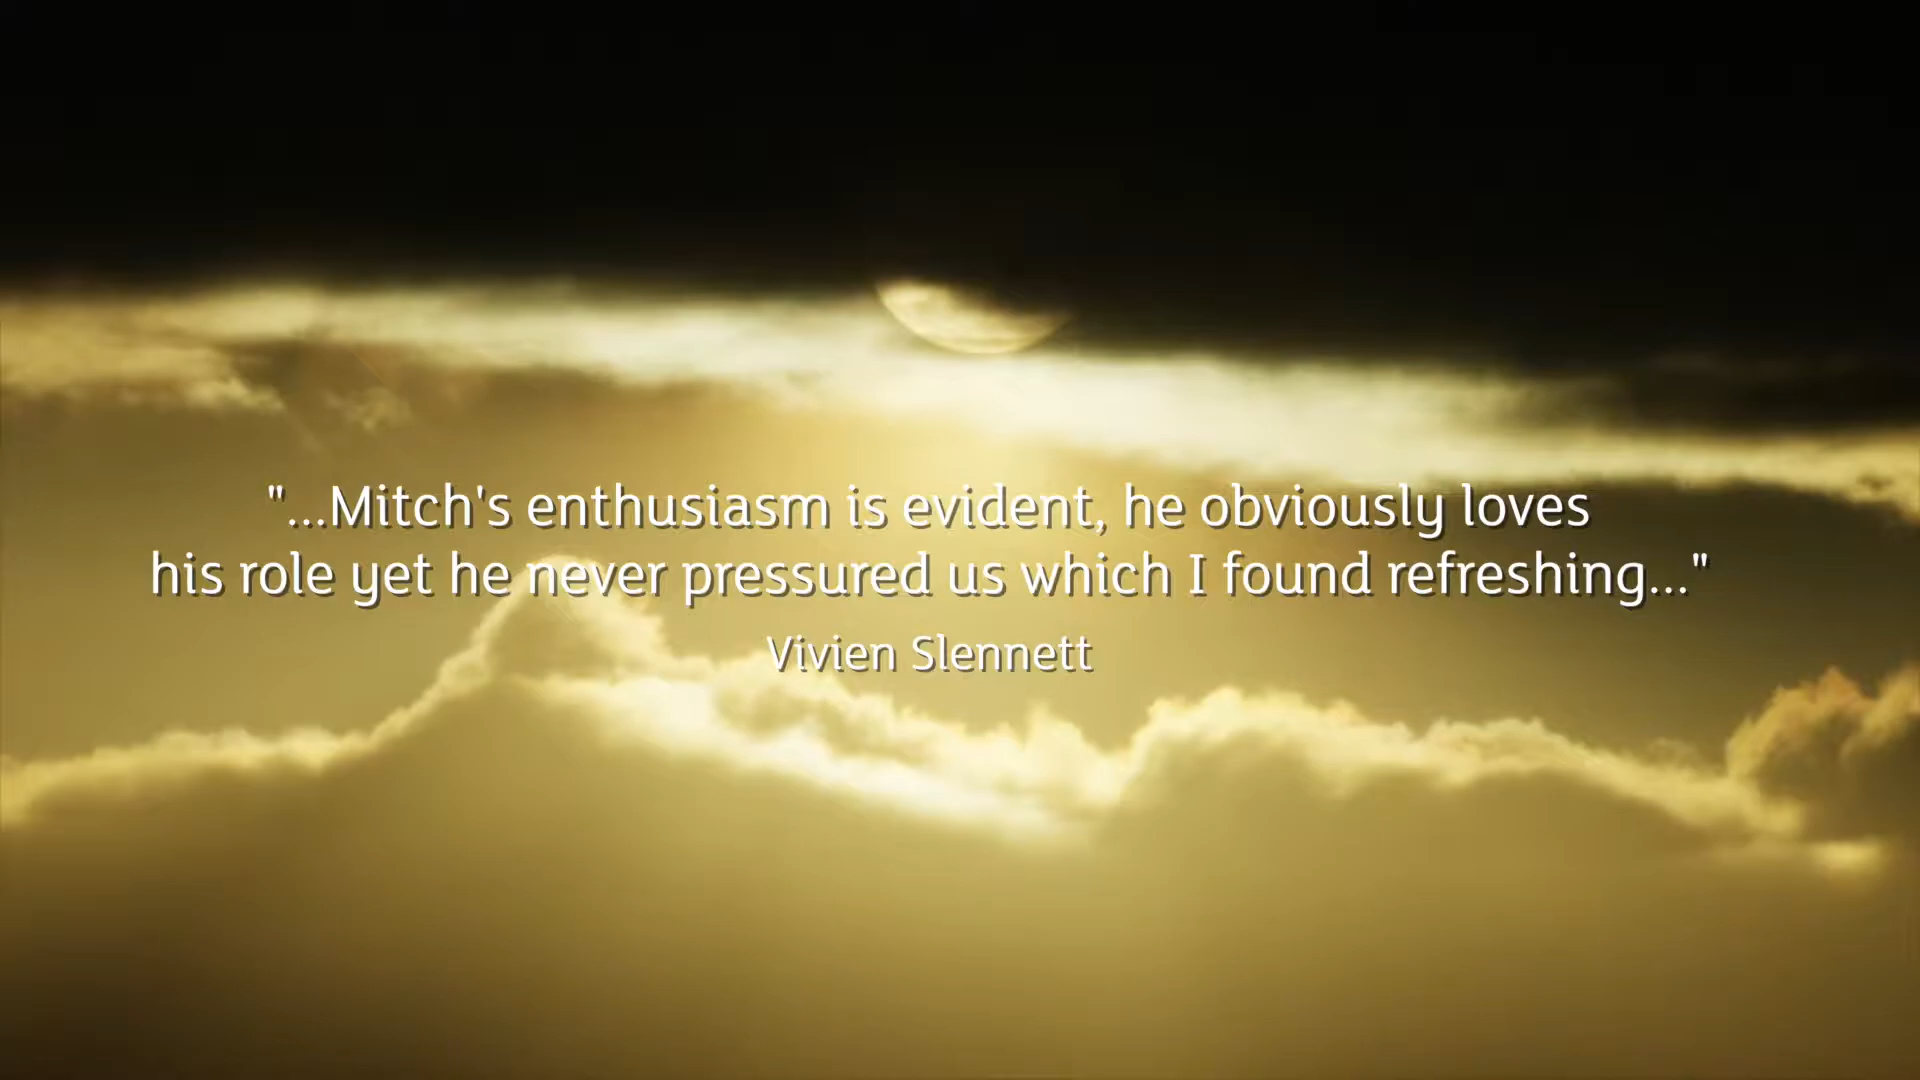 "...Mitch's enthusiasm is evident, he obviously loves
his role yet he never pressured us which I found refreshing..."
Vivien Slennett